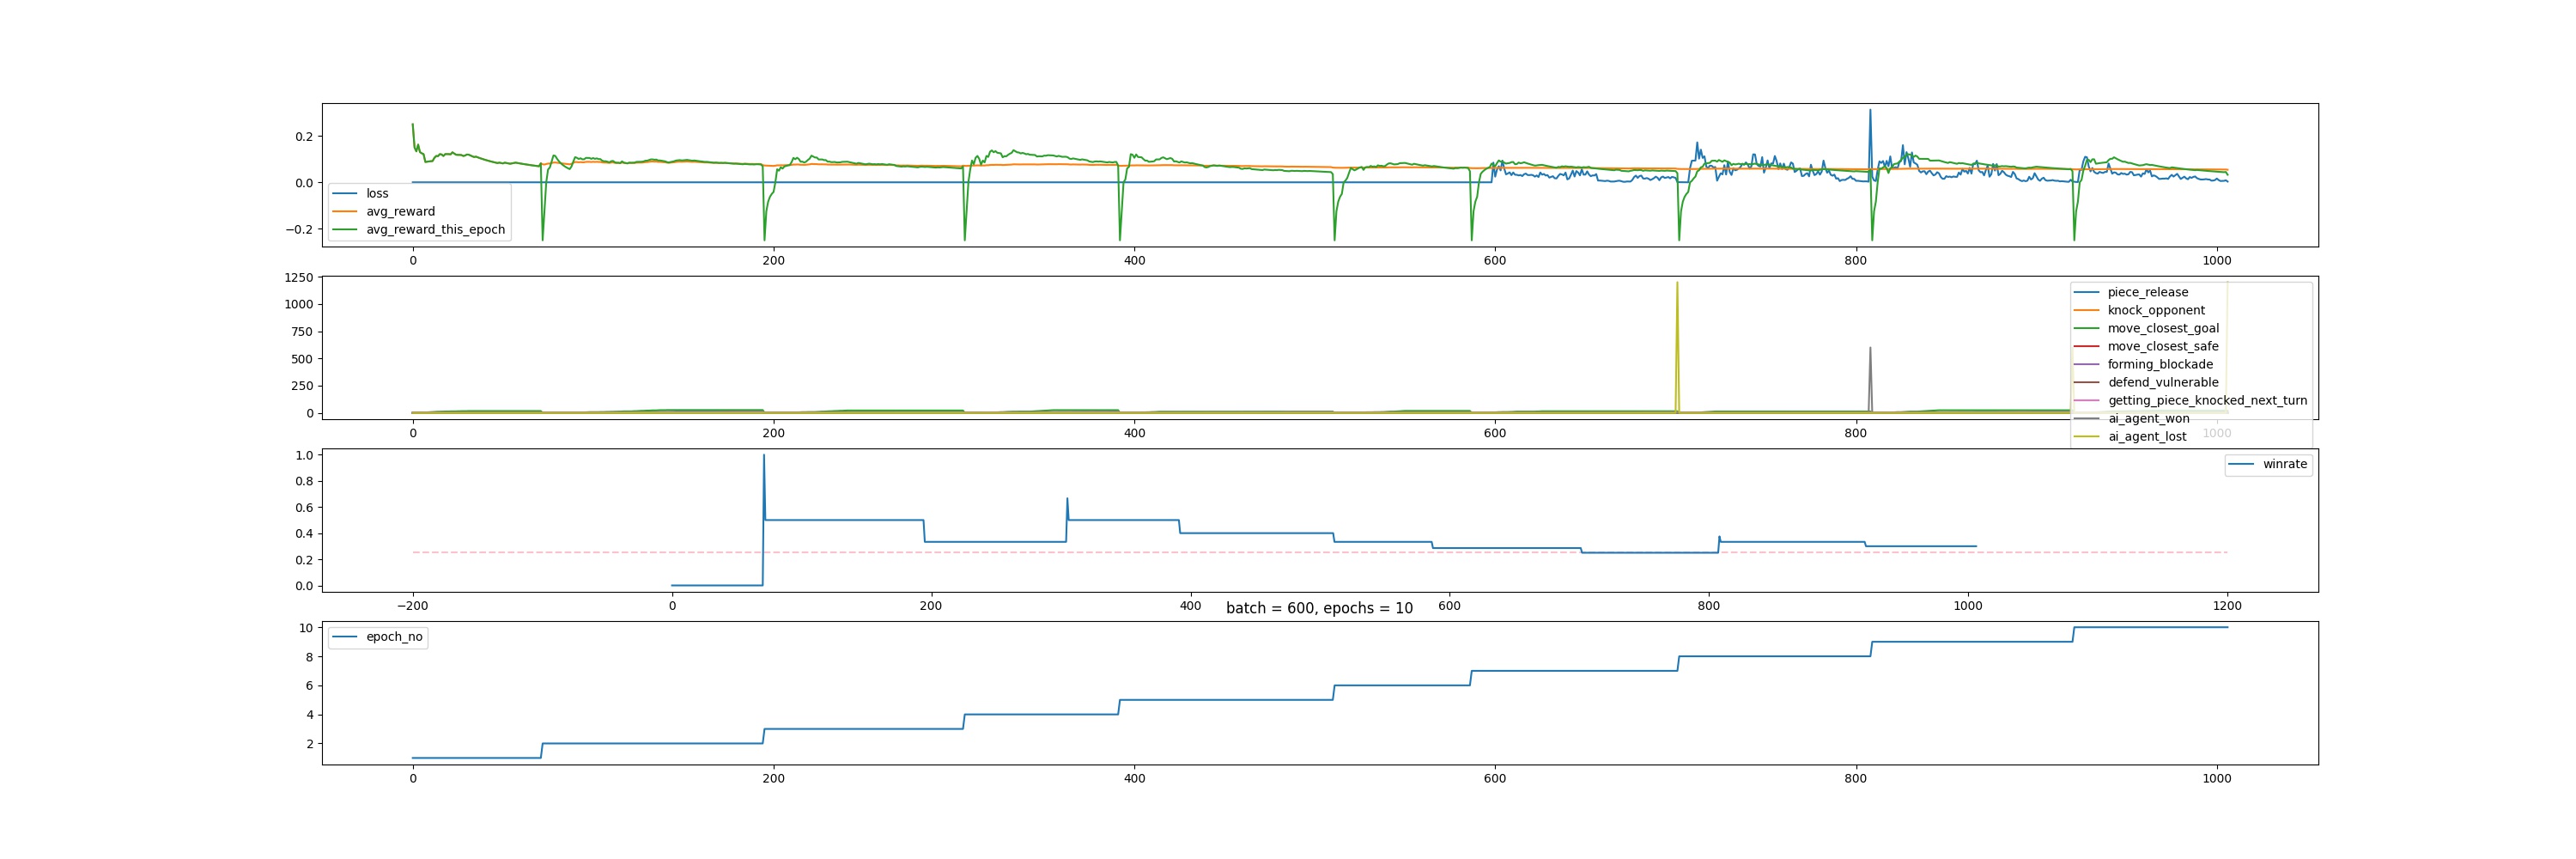 0.2
0.0
−0.2
loss
avg_reward
avg_reward_this_epoch
0 200 400 600 800 1000
1250
1000
750
500
250
0
piece_release
knock_opponent
move_closest_goal
move_closest_safe
forming_blockade
defend_vulnerable
getting_piece_knocked_next_turn
ai_agent_won
ai_agent_lost
0 200 400 600 800 1000
1.0
0.8
0.6
0.4
0.2
0.0
winrate
−200 0 200 400 600 800 1000 1200
batch = 600, epochs = 10
10
8
6
4
2
epoch_no
0 200 400 600 800 1000